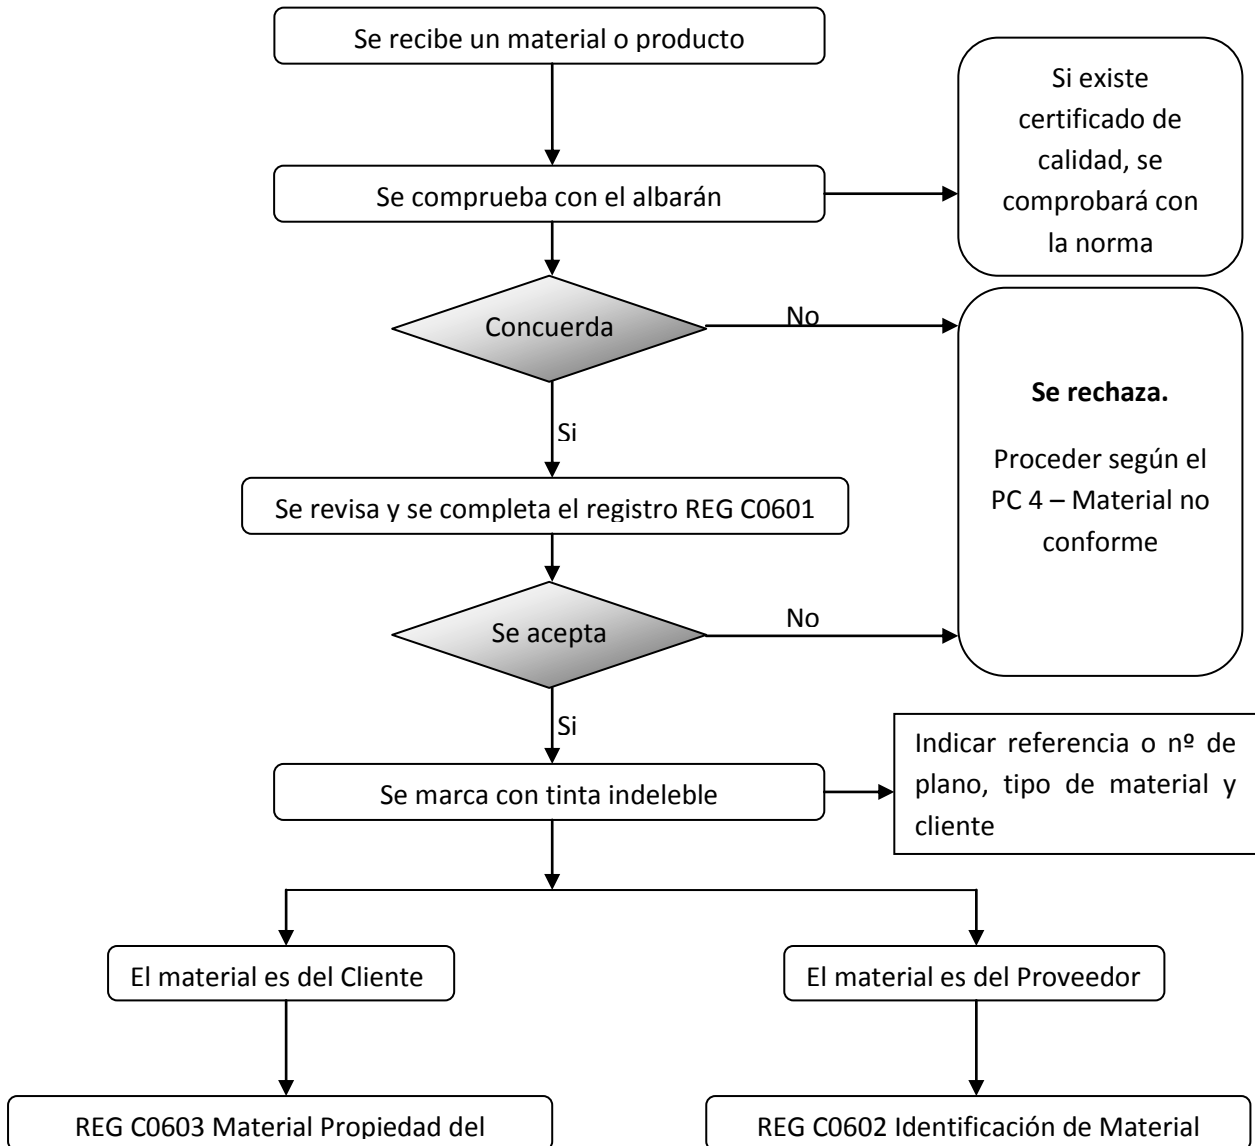 Se recibe un material o producto
Si existe
certificado de
calidad, se
comprobará con
la norma
Se comprueba con el albarán
Concuerda
No
Se rechaza.
Proceder según el
PC 4 – Material no
conforme
Si
Se revisa y se completa el registro REG C0601
Se acepta
No
Si
Indicar referencia o nº de
plano, tipo de material y
cliente
Se marca con tinta indeleble
El material es del Cliente
El material es del Proveedor
REG C0603 Material Propiedad del
REG C0602 Identificación de Material